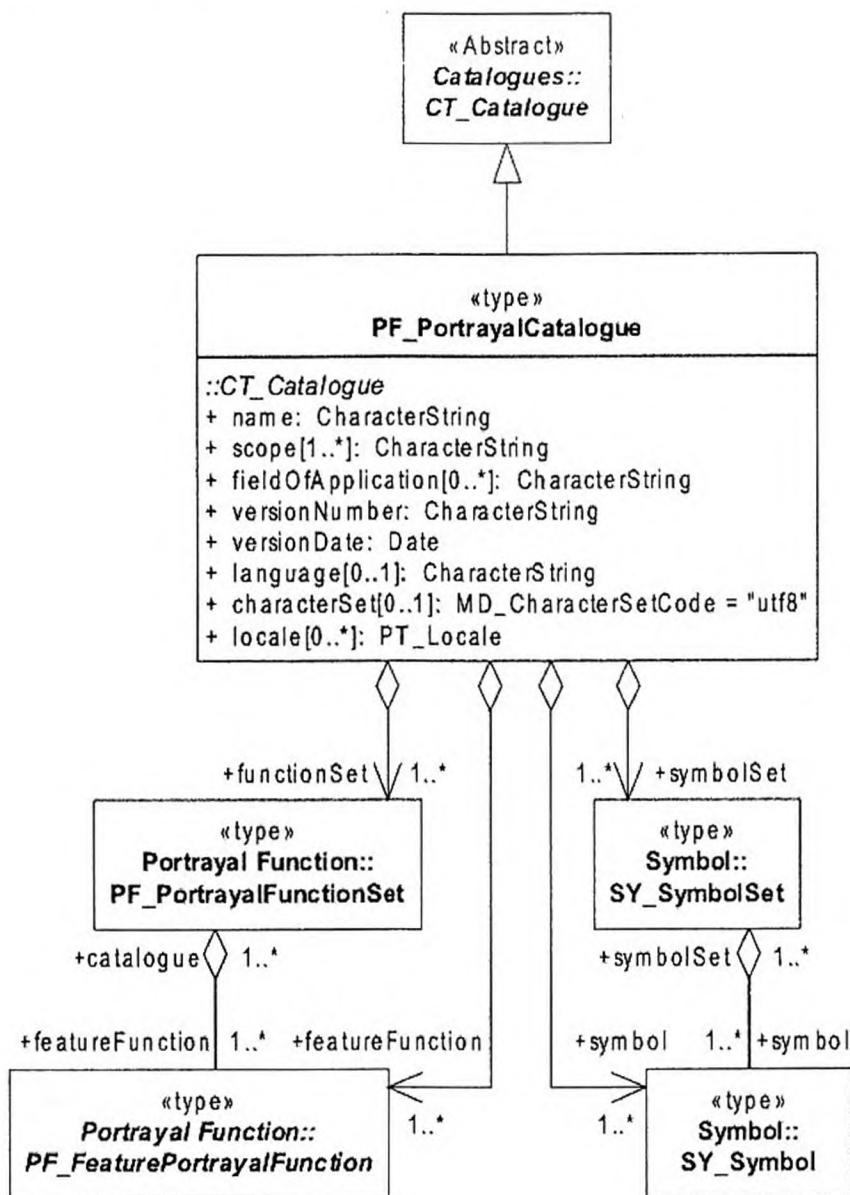 «Abstract»
Catalogues::
CT_Catalogue
«type»
PF_PortrayalCatalogue
::CT_Catalogue
+ name: CharacterString
+ scope[1..*]: CharacterString
+ fieldOfApplication[0..*]: CharacterString
+ versionNumber: CharacterString
+ versionDate: Date
+ language[0..1]: CharacterString
+ characterSet[0..1]: MD_CharacterSetCode = "utf8"
+ locale[0..*]: PT_Locale
+functionSet 1..* 1..* +symbolSet
«type»
Portrayal Function::
PF_PortrayalFunctionSet
«type»
Symbol::
SY_SymbolSet
+catalogue 1..* +symbolSet 1..*
+featureFunction 1..* +featureFunction +symbol 1..* +symbol
«type»
Portrayal Function::
PF_FeaturePortrayalFunction
1..* 1..*
«type»
Symbol::
SY_Symbol